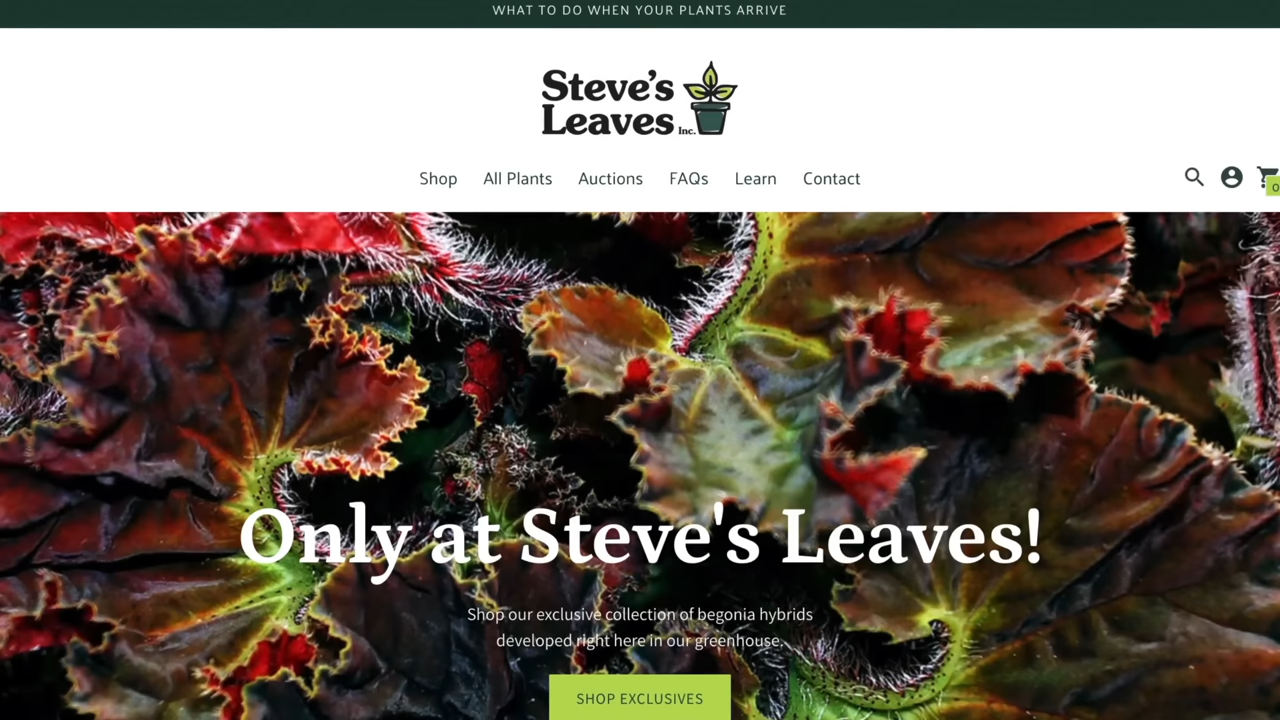 WHAT TO DO WHEN YOUR PLANTS ARRIVE
Steve's
Leaves Inc.
Shop All Plants Auctions FAQs Learn Contact
0
Only at Steve's Leaves!
Shop our exclusive collection of begonia hybrids
developed right here in our greenhouse.
SHOP EXCLUSIVES